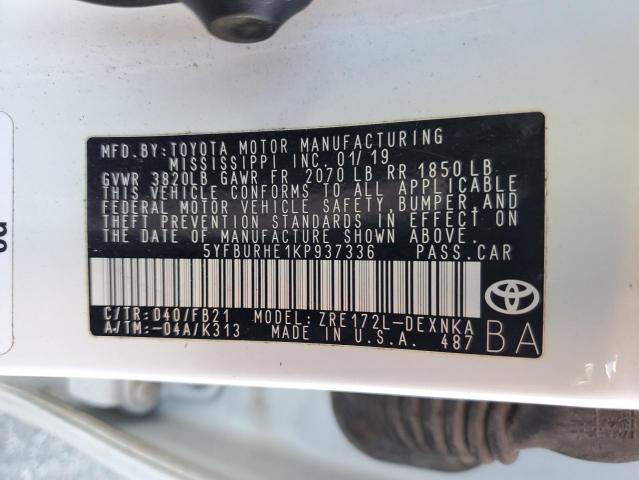 MFD.BY:TOYOTA MOTOR MANUFACTURING
MISSISSIPPI INC.01/19
GVWR 3820LB GAWR FR 2070 LB RR 1850 LB
THIS VEHICLE CONFORMS TO ALL APPLICABLE
FEDERAL MOTOR VEHICLE SAFETY, BUMPER, AND
THEFT PREVENTION STANDARDS IN EFFECT ON
THE DATE OF MANUFACTURE SHOWN ABOVE.
5YFBURHE1KP937336 PASS.CAR
C/TR:040/FB21 MODEL: ZRE172L-DEXNKA
A/TM:-04A/K313 MADE IN U.S.A. 487
BA